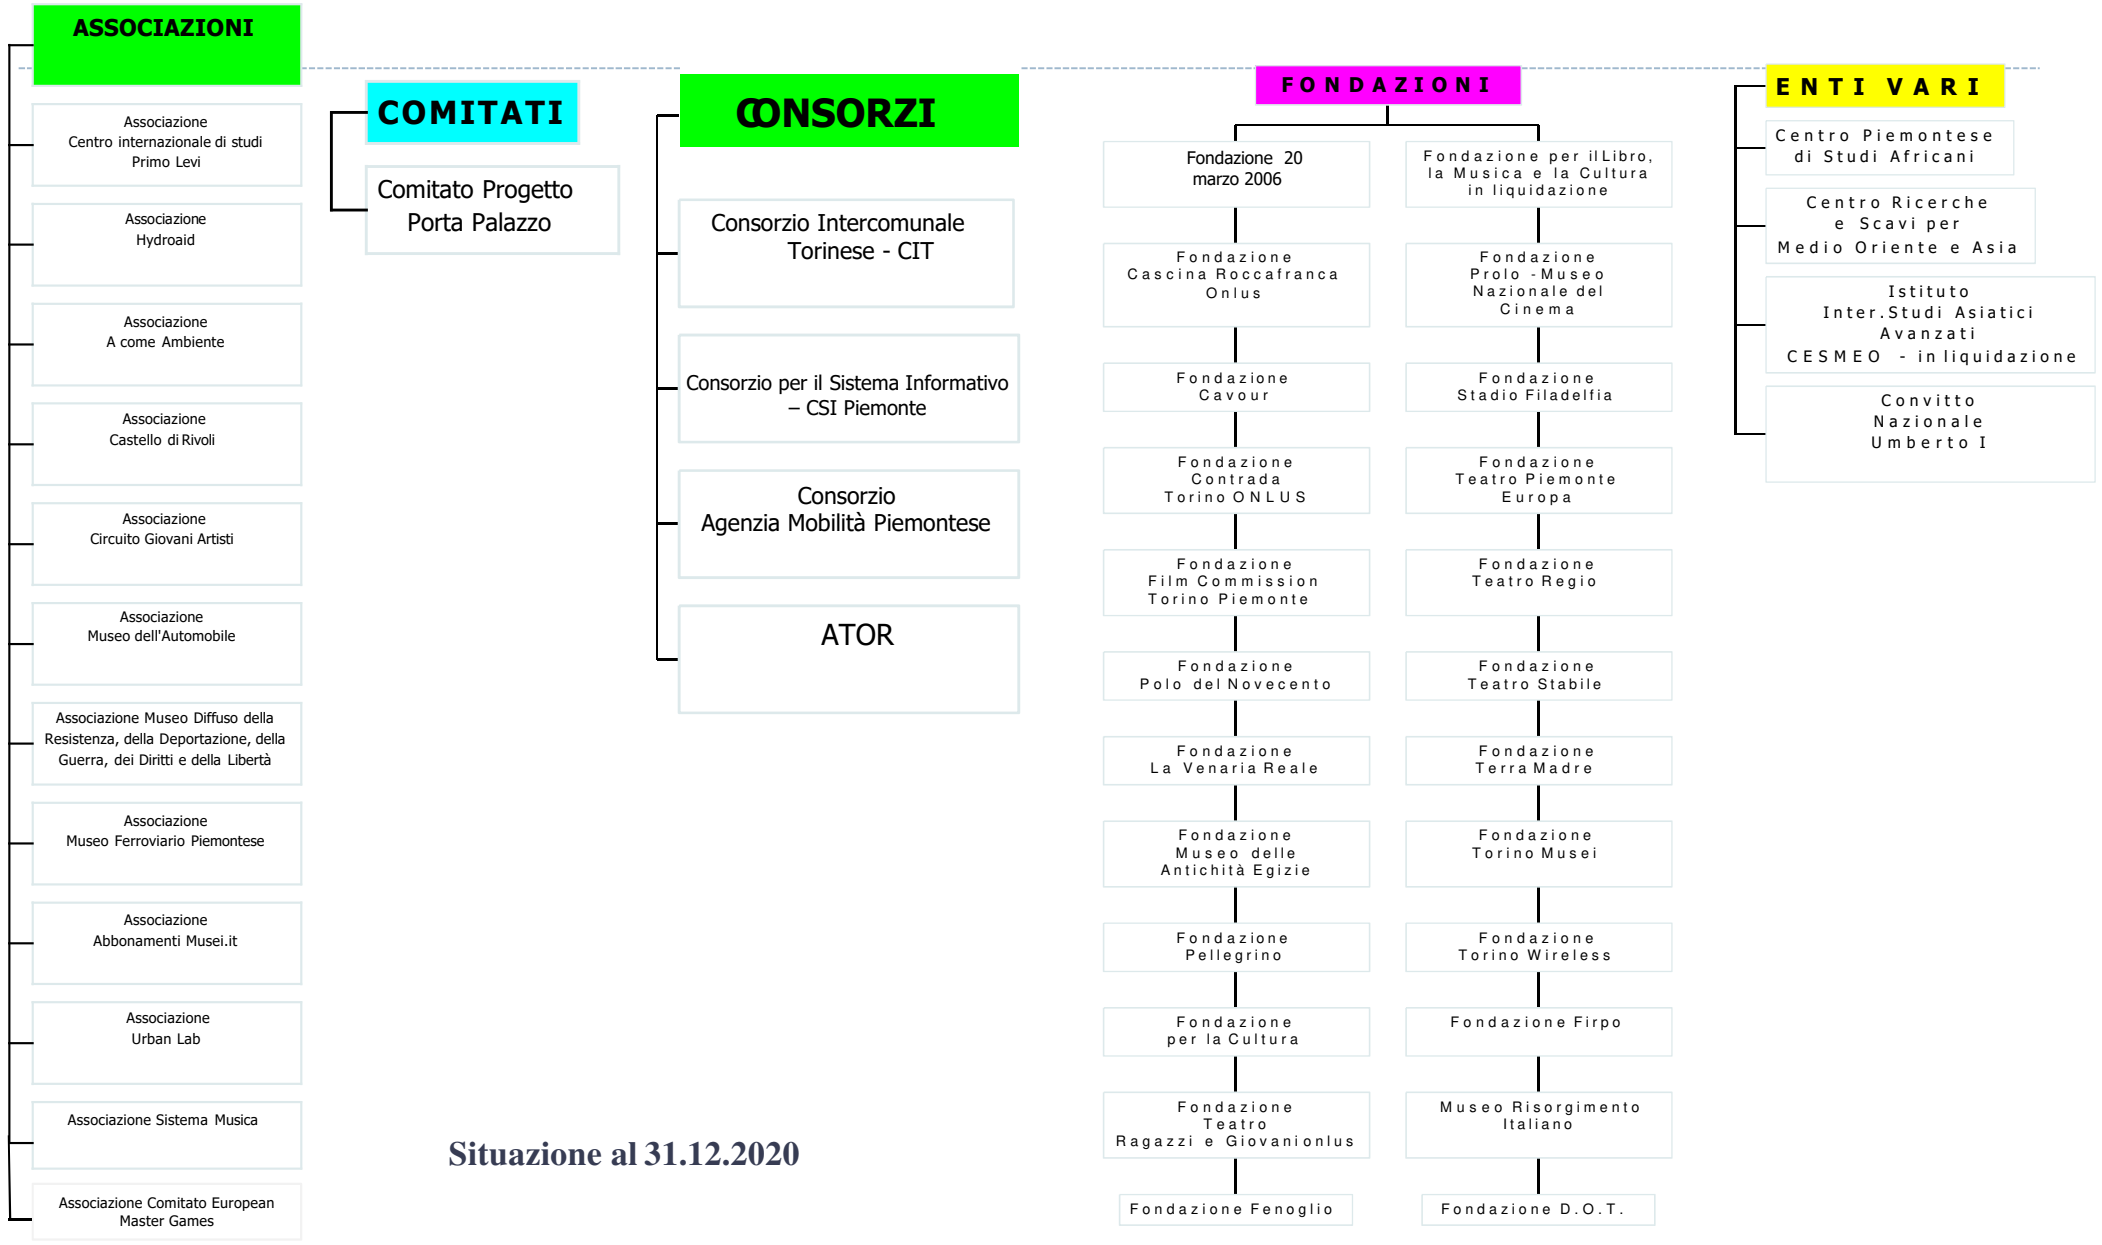 ASSOCIAZIONI
Associazione
Centro internazionale di studi
Primo Levi
Associazione
Hydroaid
Associazione
A come Ambiente
Associazione
Castello di Rivoli
Associazione
Circuito Giovani Artisti
Associazione
Museo dell'Automobile
Associazione Museo Diffuso della
Resistenza, della Deportazione, della
Guerra, dei Diritti e della Libertà
Associazione
Museo Ferroviario Piemontese
Associazione
Abbonamenti Musei.it
Associazione
Urban Lab
Associazione Sistema Musica
Associazione Comitato European
Master Games
COMITATI
Comitato Progetto
Porta Palazzo
CONSORZI
Consorzio Intercomunale
Torinese - CIT
Consorzio per il Sistema Informativo
– CSI Piemonte
Consorzio
Agenzia Mobilità Piemontese
ATOR
FONDAZIONI
Fondazione 20
marzo 2006
Fondazione
Cascina Roccafranca
Onlus
Fondazione
Cavour
Fondazione
Contrada
Torino ONLUS
Fondazione
Film Commission
Torino Piemonte
Fondazione
Polo del Novecento
Fondazione
La Venaria Reale
Fondazione
Museo delle
Antichità Egizie
Fondazione
Pellegrino
Fondazione
per la Cultura
Fondazione
Teatro
Ragazzi e Giovanionlus
Fondazione Fenoglio
Fondazione per il Libro,
la Musica e la Cultura
in liquidazione
Fondazione
Prolo - Museo
Nazionale del
Cinema
Fondazione
Stadio Filadelfia
Fondazione
Teatro Piemonte
Europa
Fondazione
Teatro Regio
Fondazione
Teatro Stabile
Fondazione
Terra Madre
Fondazione
Torino Musei
Fondazione
Torino Wireless
Fondazione Firpo
Museo Risorgimento
Italiano
Fondazione D.O.T.
ENTI VARI
Centro Piemontese
di Studi Africani
Centro Ricerche
e Scavi per
Medio Oriente e Asia
Istituto
Inter.Studi Asiatici
Avanzati
CESMEO - in liquidazione
Convitto
Nazionale
Umberto I
Situazione al 31.12.2020